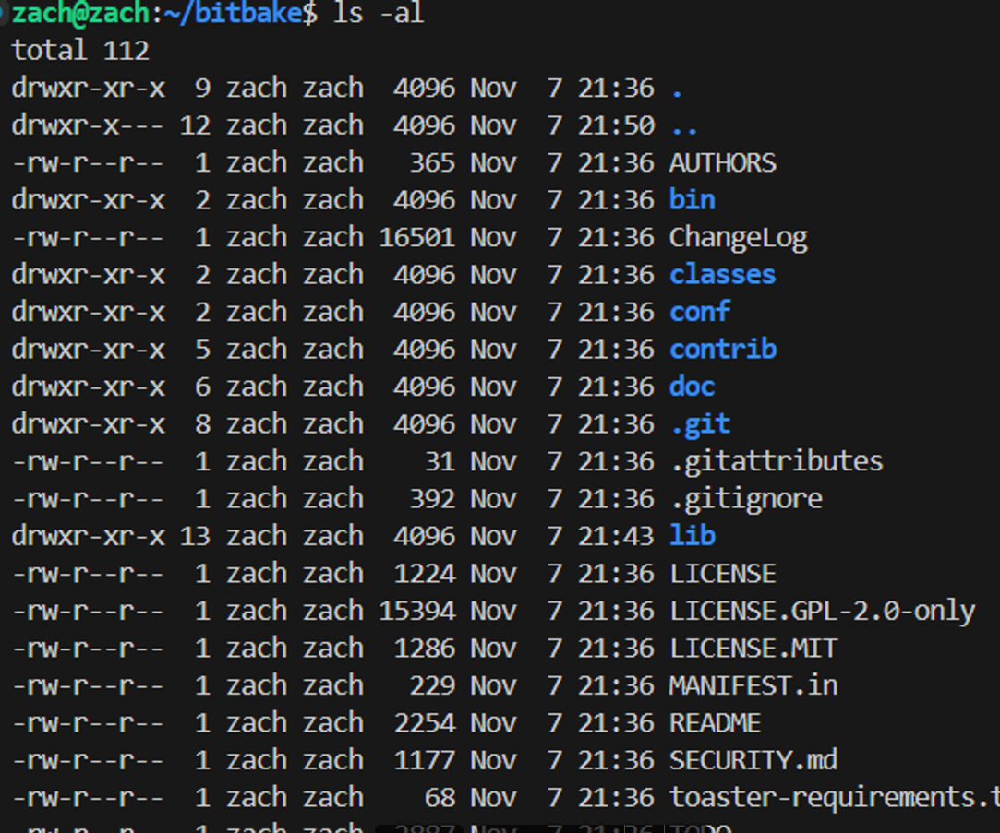 zach@zach:~/bitbake$ ls -al
total 112
drwxr-xr-x  9 zach zach  4096 Nov  7 21:36 .
drwxr-x--- 12 zach zach  4096 Nov  7 21:50 ..
-rw-r--r--  1 zach zach   365 Nov  7 21:36 AUTHORS
drwxr-xr-x  2 zach zach  4096 Nov  7 21:36 bin
-rw-r--r--  1 zach zach 16501 Nov  7 21:36 ChangeLog
drwxr-xr-x  2 zach zach  4096 Nov  7 21:36 classes
drwxr-xr-x  2 zach zach  4096 Nov  7 21:36 conf
drwxr-xr-x  5 zach zach  4096 Nov  7 21:36 contrib
drwxr-xr-x  6 zach zach  4096 Nov  7 21:36 doc
drwxr-xr-x  8 zach zach  4096 Nov  7 21:36 .git
-rw-r--r--  1 zach zach    31 Nov  7 21:36 .gitattributes
-rw-r--r--  1 zach zach   392 Nov  7 21:36 .gitignore
drwxr-xr-x 13 zach zach  4096 Nov  7 21:43 lib
-rw-r--r--  1 zach zach  1224 Nov  7 21:36 LICENSE
-rw-r--r--  1 zach zach 15394 Nov  7 21:36 LICENSE.GPL-2.0-only
-rw-r--r--  1 zach zach  1286 Nov  7 21:36 LICENSE.MIT
-rw-r--r--  1 zach zach   229 Nov  7 21:36 MANIFEST.in
-rw-r--r--  1 zach zach  2254 Nov  7 21:36 README
-rw-r--r--  1 zach zach  1177 Nov  7 21:36 SECURITY.md
-rw-r--r--  1 zach zach    68 Nov  7 21:36 toaster-requirements.t